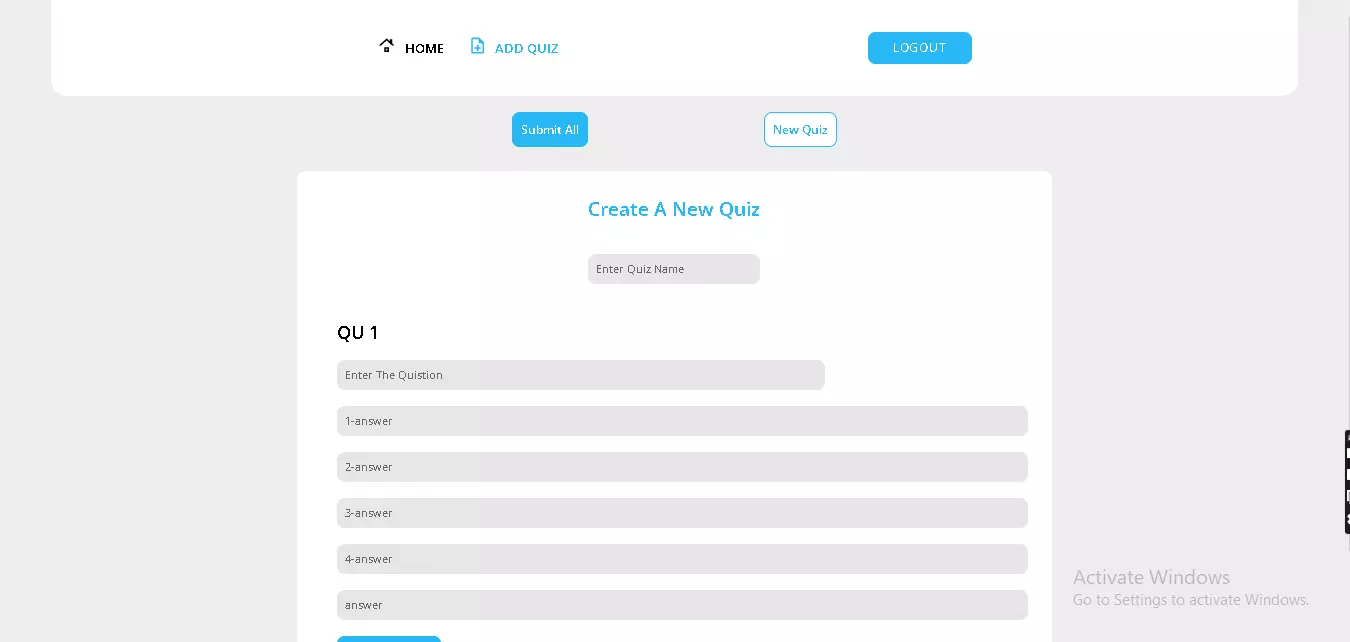 HOME ADD QUIZ LOGOUT
Submit All New Quiz
Create A New Quiz
Enter Quiz Name
QU 1
Enter The Quistion
1-answer
2-answer
3-answer
4-answer
answer
Activate Windows
Go to Settings to activate Windows.